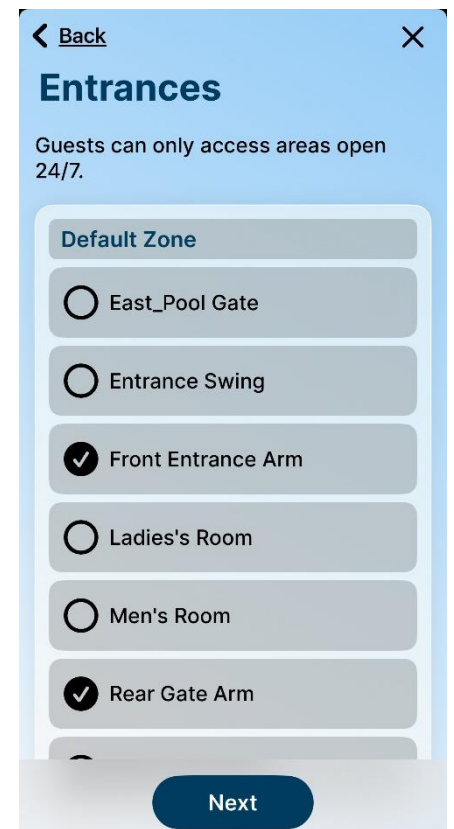 Back
Entrances
Guests can only access areas open
24/7.
Default Zone
East_Pool Gate
Entrance Swing
Front Entrance Arm
Ladies's Room
Men's Room
Rear Gate Arm
Next